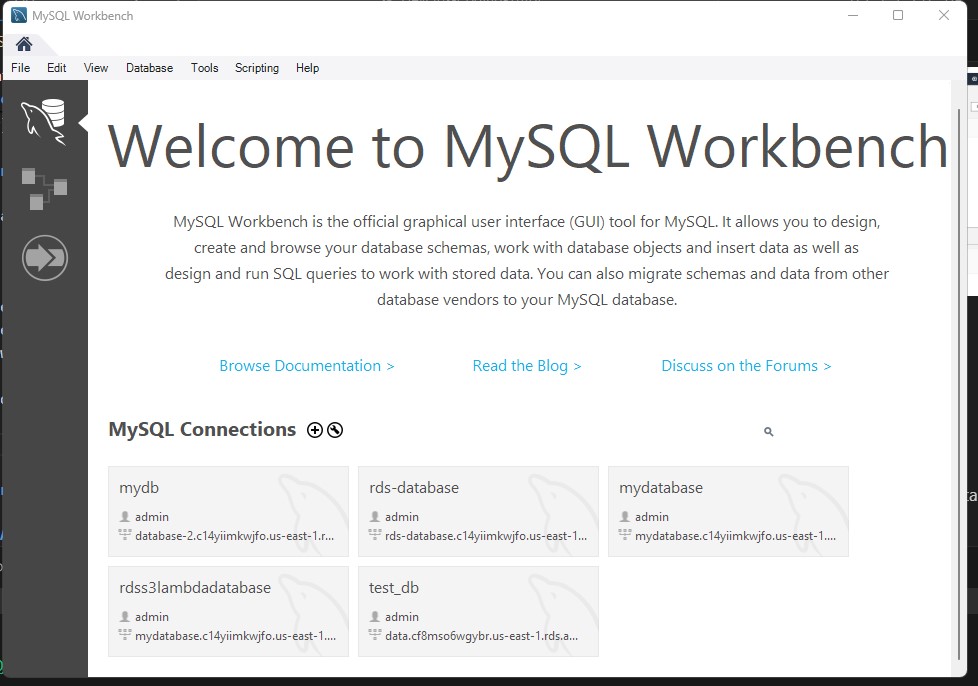 MySQL Workbench
File Edit View Database Tools Scripting Help
Welcome to MySQL Workbench
MySQL Workbench is the official graphical user interface (GUI) tool for MySQL. It allows you to design,
create and browse your database schemas, work with database objects and insert data as well as
design and run SQL queries to work with stored data. You can also migrate schemas and data from other
database vendors to your MySQL database.
Browse Documentation > Read the Blog > Discuss on the Forums >
MySQL Connections
mydb
admin
database-2.c14yiimkwjfo.us-east-1.r...
rds-database
admin
rds-database.c14yiimkwjfo.us-east-1...
mydatabase
admin
mydatabase.c14yiimkwjfo.us-east-1....
rdss3lambdadatabase
admin
mydatabase.c14yiimkwjfo.us-east-1....
test_db
admin
data.cf8mso6wgybr.us-east-1.rds.a...